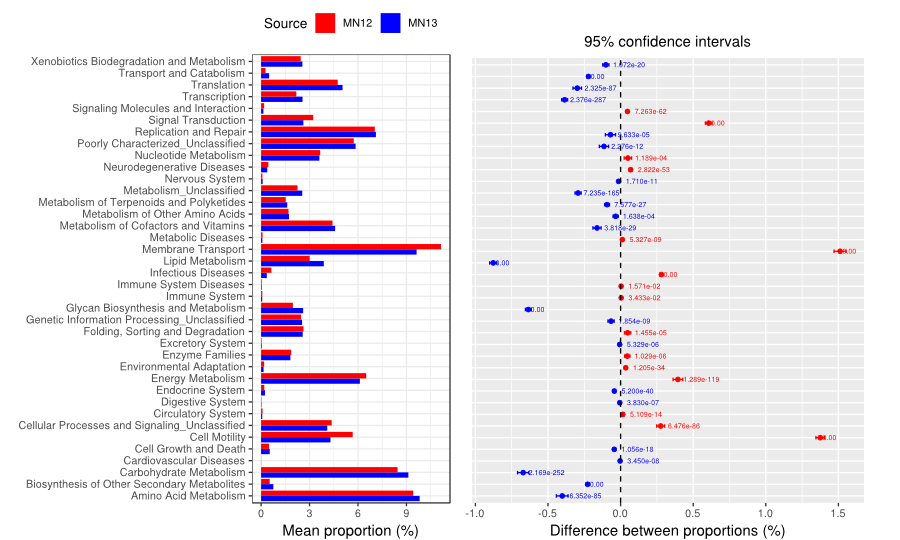 Source MN12 MN13
95% confidence intervals
Xenobiotics Biodegradation and Metabolism
Transport and Catabolism 0.00
Translation 2.325e-87
Transcription 2.376e-287
Signaling Molecules and Interaction 7.263e-62
Signal Transduction 0.00
Replication and Repair
Poorly Characterized_Unclassified
Nucleotide Metabolism 1.189e-04
Neurodegenerative Diseases 2.822e-53
Nervous System 1.710e-11
Metabolism_Unclassified 7.235e-165
Metabolism of Terpenoids and Polyketides
Metabolism of Other Amino Acids 1.638e-04
Metabolism of Cofactors and Vitamins
Metabolic Diseases 5.327e-09
Membrane Transport 0.00
Lipid Metabolism 0.00
Infectious Diseases 0.00
Immune System Diseases 1.571e-02
Immune System 3.433e-02
Glycan Biosynthesis and Metabolism 0.00
Genetic Information Processing_Unclassified
Folding, Sorting and Degradation 1.455e-05
Excretory System 5.329e-06
Enzyme Families 1.029e-06
Environmental Adaptation 1.205e-34
Energy Metabolism 1.289e-119
Endocrine System 5.200e-40
Digestive System 3.830e-07
Circulatory System 5.109e-14
Cellular Processes and Signaling_Unclassified 6.476e-86
Cell Motility 0.00
Cell Growth and Death 1.056e-18
Cardiovascular Diseases 3.450e-08
Carbohydrate Metabolism 2.169e-252
Biosynthesis of Other Secondary Metabolites 0.00
Amino Acid Metabolism 6.352e-85
0 3 6 9 -1.0 -0.5 0.0 0.5 1.0 1.5
Mean proportion (%) Difference between proportions (%)